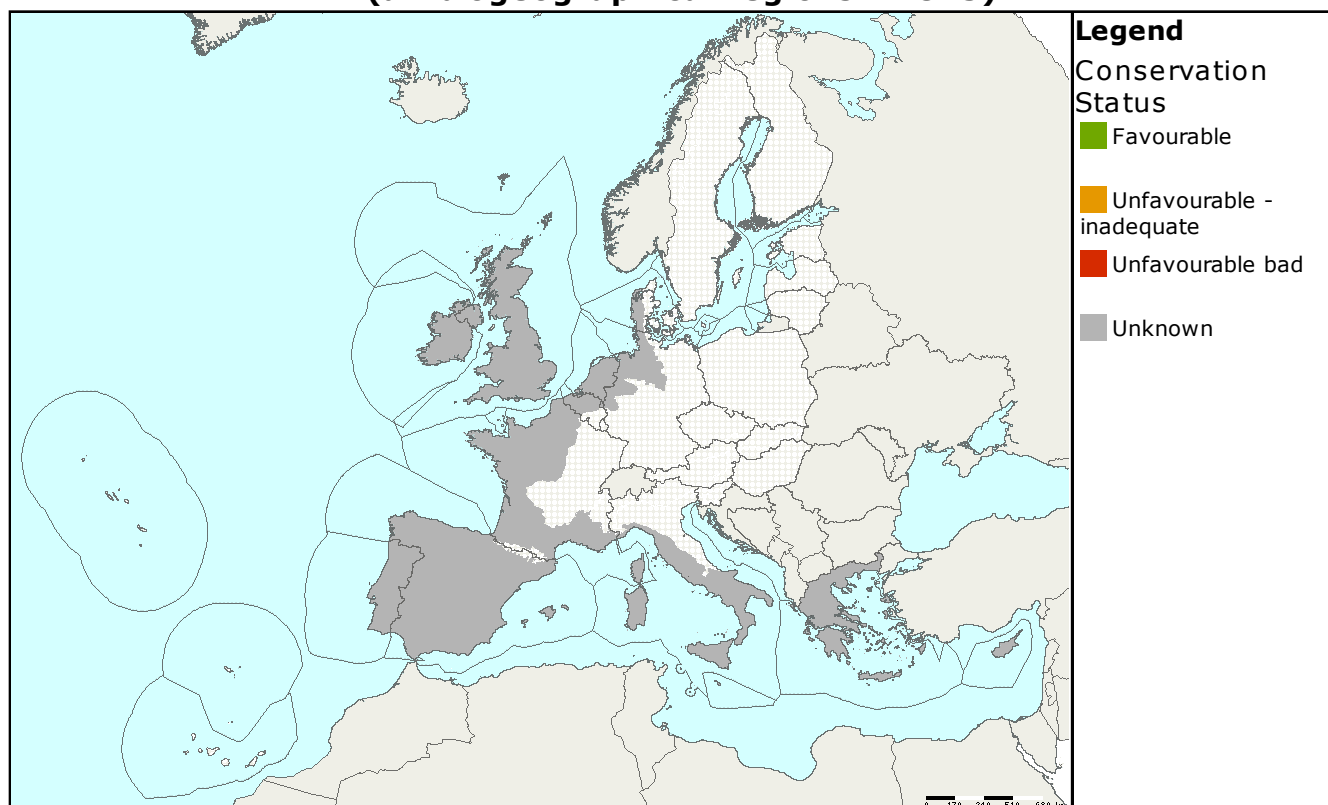 Legend
Conservation
Status
Favourable
Unfavourable -
inadequate
Unfavourable bad
Unknown